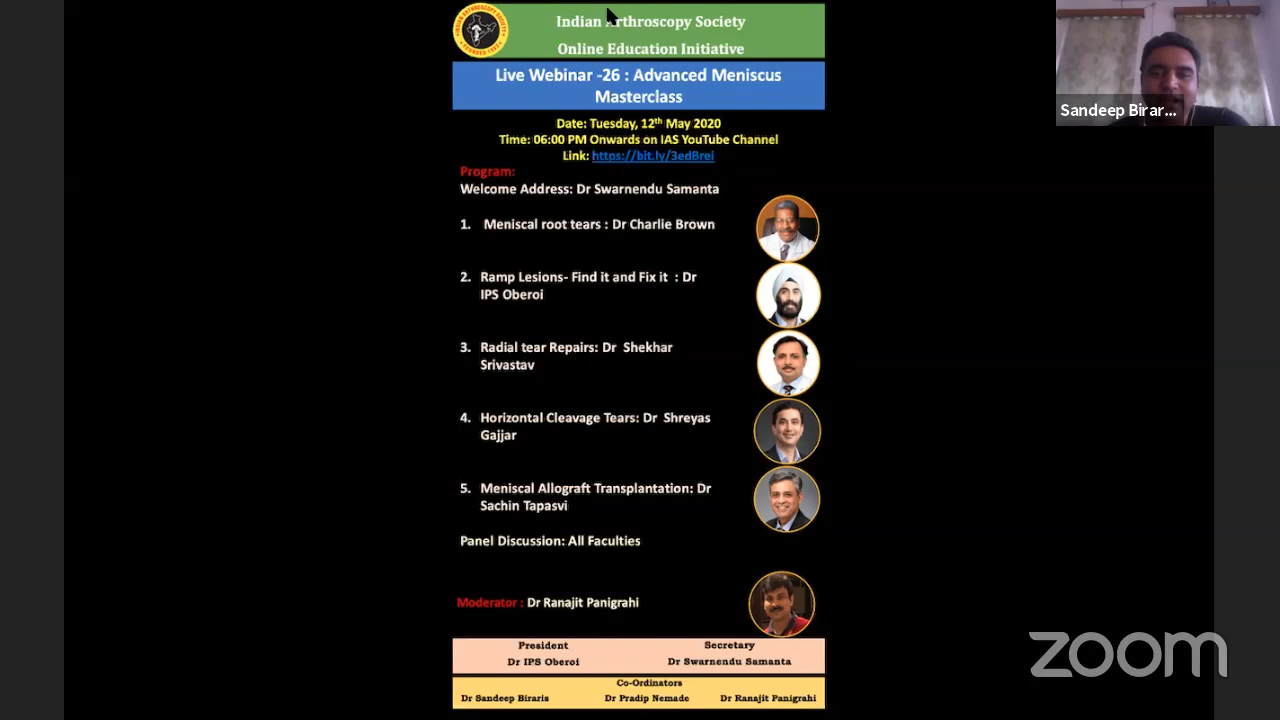 Indian Arthroscopy Society
Online Education Initiative
Live Webinar -26 : Advanced Meniscus
Masterclass
Date: Tuesday, 12th May 2020
Time: 06:00 PM Onwards on IAS YouTube Channel
Link: https://bit.ly/3edBrei
Program:
Welcome Address: Dr Swarnendu Samanta
1. Meniscal root tears : Dr Charlie Brown
2. Ramp Lesions- Find it and Fix it : Dr
IPS Oberoi
3. Radial tear Repairs: Dr Shekhar
Srivastav
4. Horizontal Cleavage Tears: Dr Shreyas
Gajjar
5. Meniscal Allograft Transplantation: Dr
Sachin Tapasvi
Panel Discussion: All Faculties
Moderator : Dr Ranajit Panigrahi
President
Dr IPS Oberoi
Secretary
Dr Swarnendu Samanta
Co-Ordinators
Dr Sandeep Biraris Dr Pradip Nemade Dr Ranajit Panigrahi
Sandeep Birar...
zoom